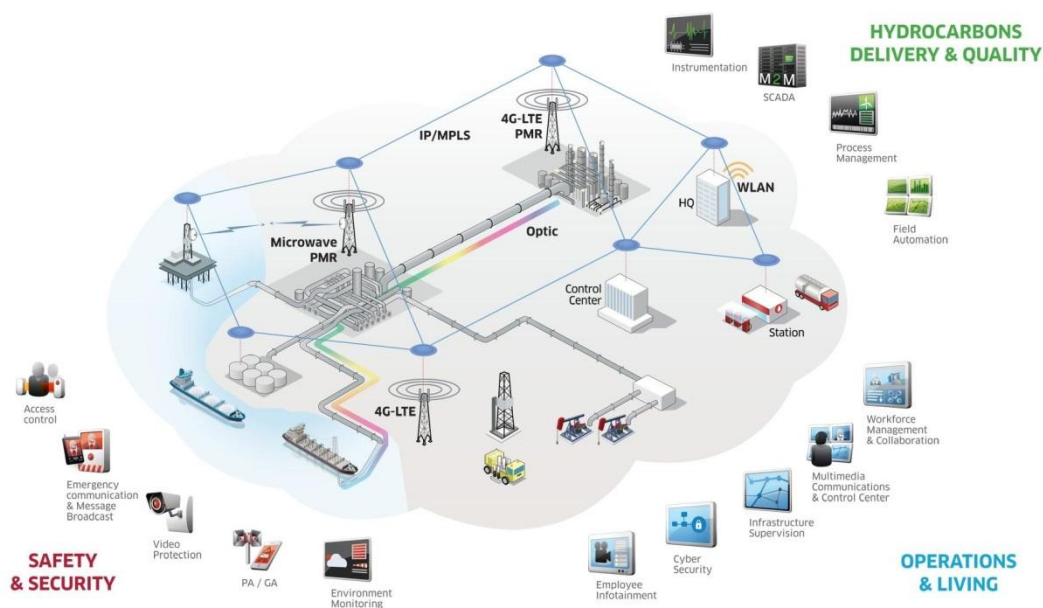 HYDROCARBONS
DELIVERY & QUALITY
Instrumentation
M2M
SCADA
Process
Management
Field
Automation
IP/MPLS
4G-LTE
PMR
WLAN
HQ
Microwave
PMR
Optic
Control
Center
Station
4G-LTE
Access
control
Emergency
communication
& Message
Broadcast
Video
Protection
PA / GA
Environment
Monitoring
SAFETY
& SECURITY
Workforce
Management
& Collaboration
Multimedia
Communications
& Control Center
Infrastructure
Supervision
Cyber
Security
Employee
Infotainment
OPERATIONS
& LIVING